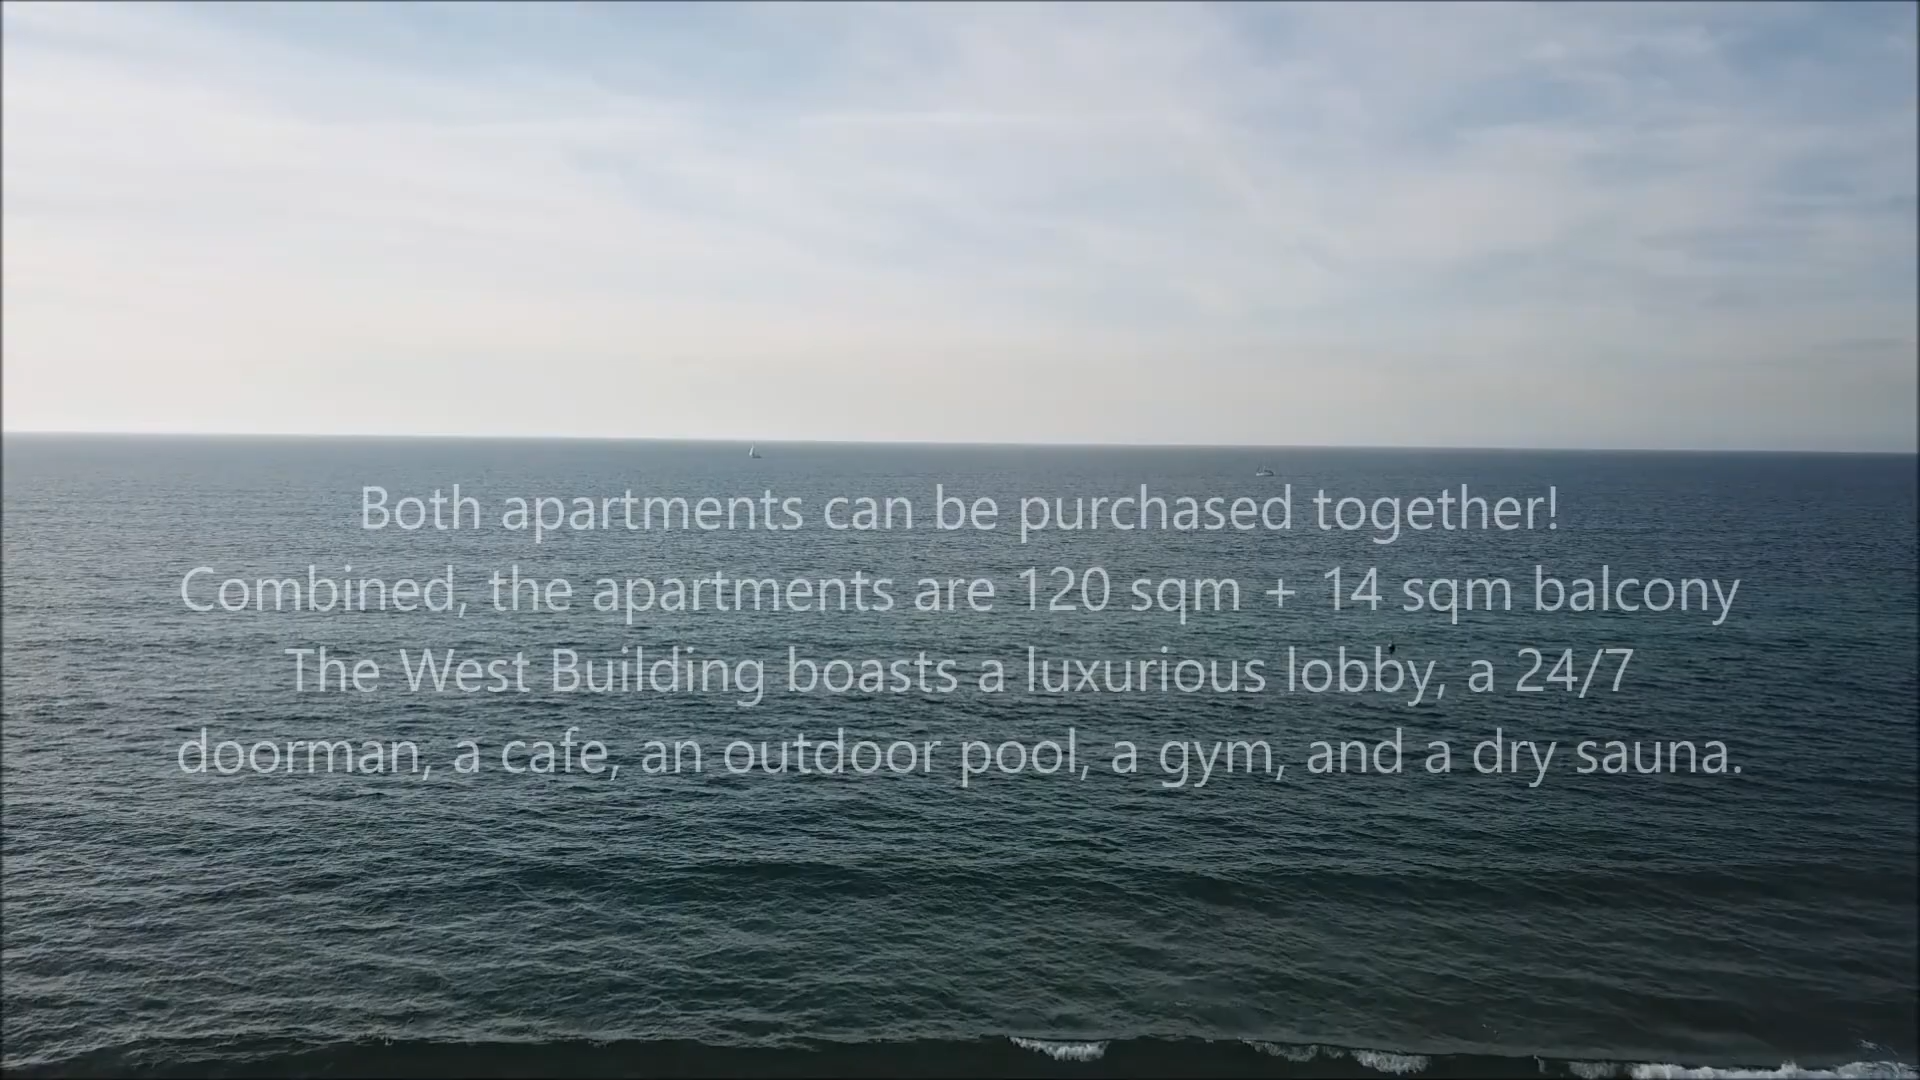 Both apartments can be purchased together!
Combined, the apartments are 120 sqm + 14 sqm balcony
The West Building boasts a luxurious lobby, a 24/7
doorman, a cafe, an outdoor pool, a gym, and a dry sauna.